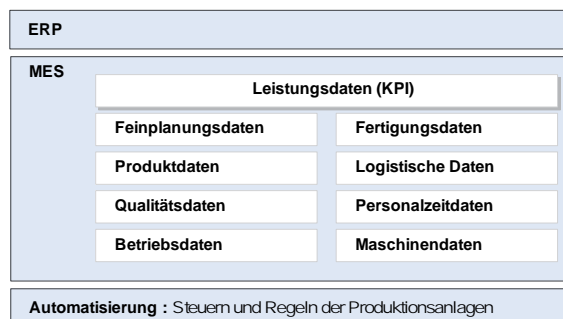 ERP
MES
Leistungsdaten (KPI)
Feinplanungsdaten
Fertigungsdaten
Produktdaten
Logistische Daten
Qualitätsdaten
Personalzeitdaten
Betriebsdaten
Maschinendaten
Automatisierung : Steuern und Regeln der Produktionsanlagen